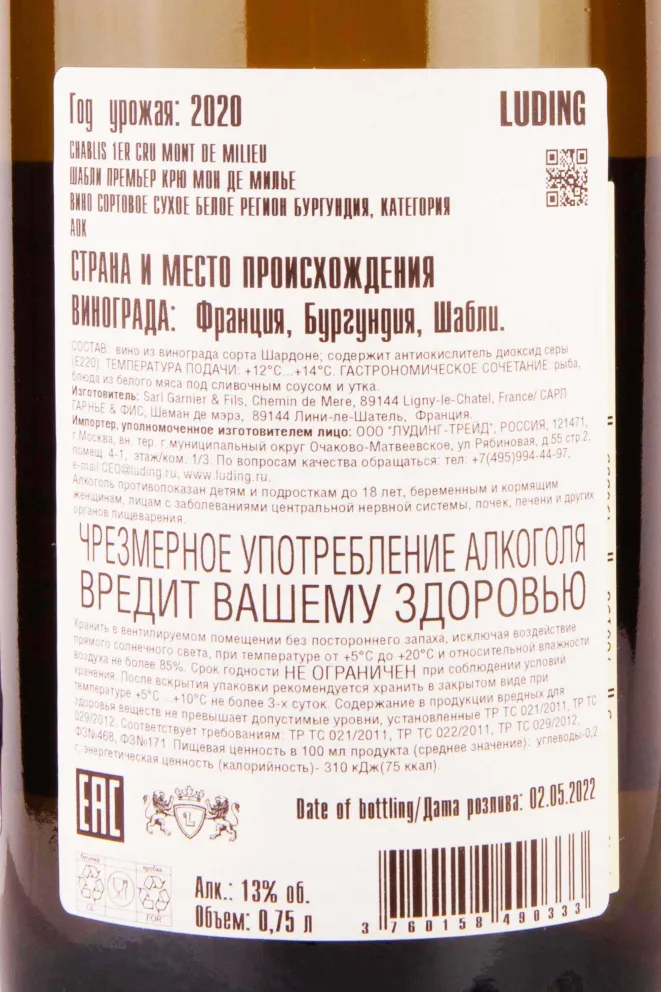 Год урожая: 2020
LUDING
CHABLIS 1ER CRU MONT DE MILIEU
ШАБЛИ ПРЕМЬЕР КРЮ МОН ДЕ МИЛЬЕ
ВИНО СОРТОВОЕ СУХОЕ БЕЛОЕ РЕГИОН БУРГУНДИЯ, КАТЕГОРИЯ
АОК
СТРАНА И МЕСТО ПРОИСХОЖДЕНИЯ
ВИНОГРАДА: Франция, Бургундия, Шабли.
СОСТАВ: вино из винограда сорта Шардоне; содержит антиокислитель диоксид серы
(Е220). ТЕМПЕРАТУРА ПОДАЧИ: +12°С...+14°С. ГАСТРОНОМИЧЕСКОЕ СОЧЕТАНИЕ: рыба,
блюда из белого мяса под сливочным соусом и утка.
Изготовитель: Sarl Garnier & Fils, Chemin de Mere, 89144 Ligny-le-Chatel, France/ САРЛ
ГАРНЬЕ & ФИС, Шеман де мэрэ, 89144 Лини-ле-Шатель, Франция.
Импортер, уполномоченное изготовителем лицо: ООО "ЛУДИНГ-ТРЕЙД", РОССИЯ, 121471,
г.Москва, вн. тер. г.муниципальный округ Очаково-Матвеевское, ул Рябиновая, д.55 стр.2,
помещ. 4-1, этаж/ком. 1/3. По вопросам качества обращаться: тел: +7(495)994-44-97,
e-mail:CEO@luding.ru, www.luding.ru.
Алкоголь противопоказан детям и подросткам до 18 лет, беременным и кормящим
женщинам, лицам с заболеваниями центральной нервной системы, почек, печени и других
органов пищеварения.
ЧРЕЗМЕРНОЕ УПОТРЕБЛЕНИЕ АЛКОГОЛЯ
ВРЕДИТ ВАШЕМУ ЗДОРОВЬЮ
Хранить в вентилируемом помещении без постороннего запаха, исключая воздействие
прямого солнечного света, при температуре от +5°С до +20°С и относительной влажности
воздуха не более 85%. Срок годности НЕ ОГРАНИЧЕН при соблюдении условий
хранения. После вскрытия упаковки рекомендуется хранить в закрытом виде при
температуре +5°С ...+10°С не более 3-х суток. Содержание в продукции вредных для
здоровья веществ не превышает допустимые уровни, установленные ТР ТС 021/2011, ТР ТС
029/2012. Соответствует требованиям: ТР ТС 021/2011, ТР ТС 022/2011, ТР ТС 029/2012,
ФЗ№468, ФЗ№171. Пищевая ценность в 100 мл продукта (среднее значение): углеводы-0,2
г; энергетическая ценность (калорийность)- 310 кДж(75 ккал).
EAC
L
Date of bottling/Дата розлива: 02.05.2022
бутылка
пробка
GL
FOR
Алк.: 13% об.
Объем: 0,75 л
3 760158 490333